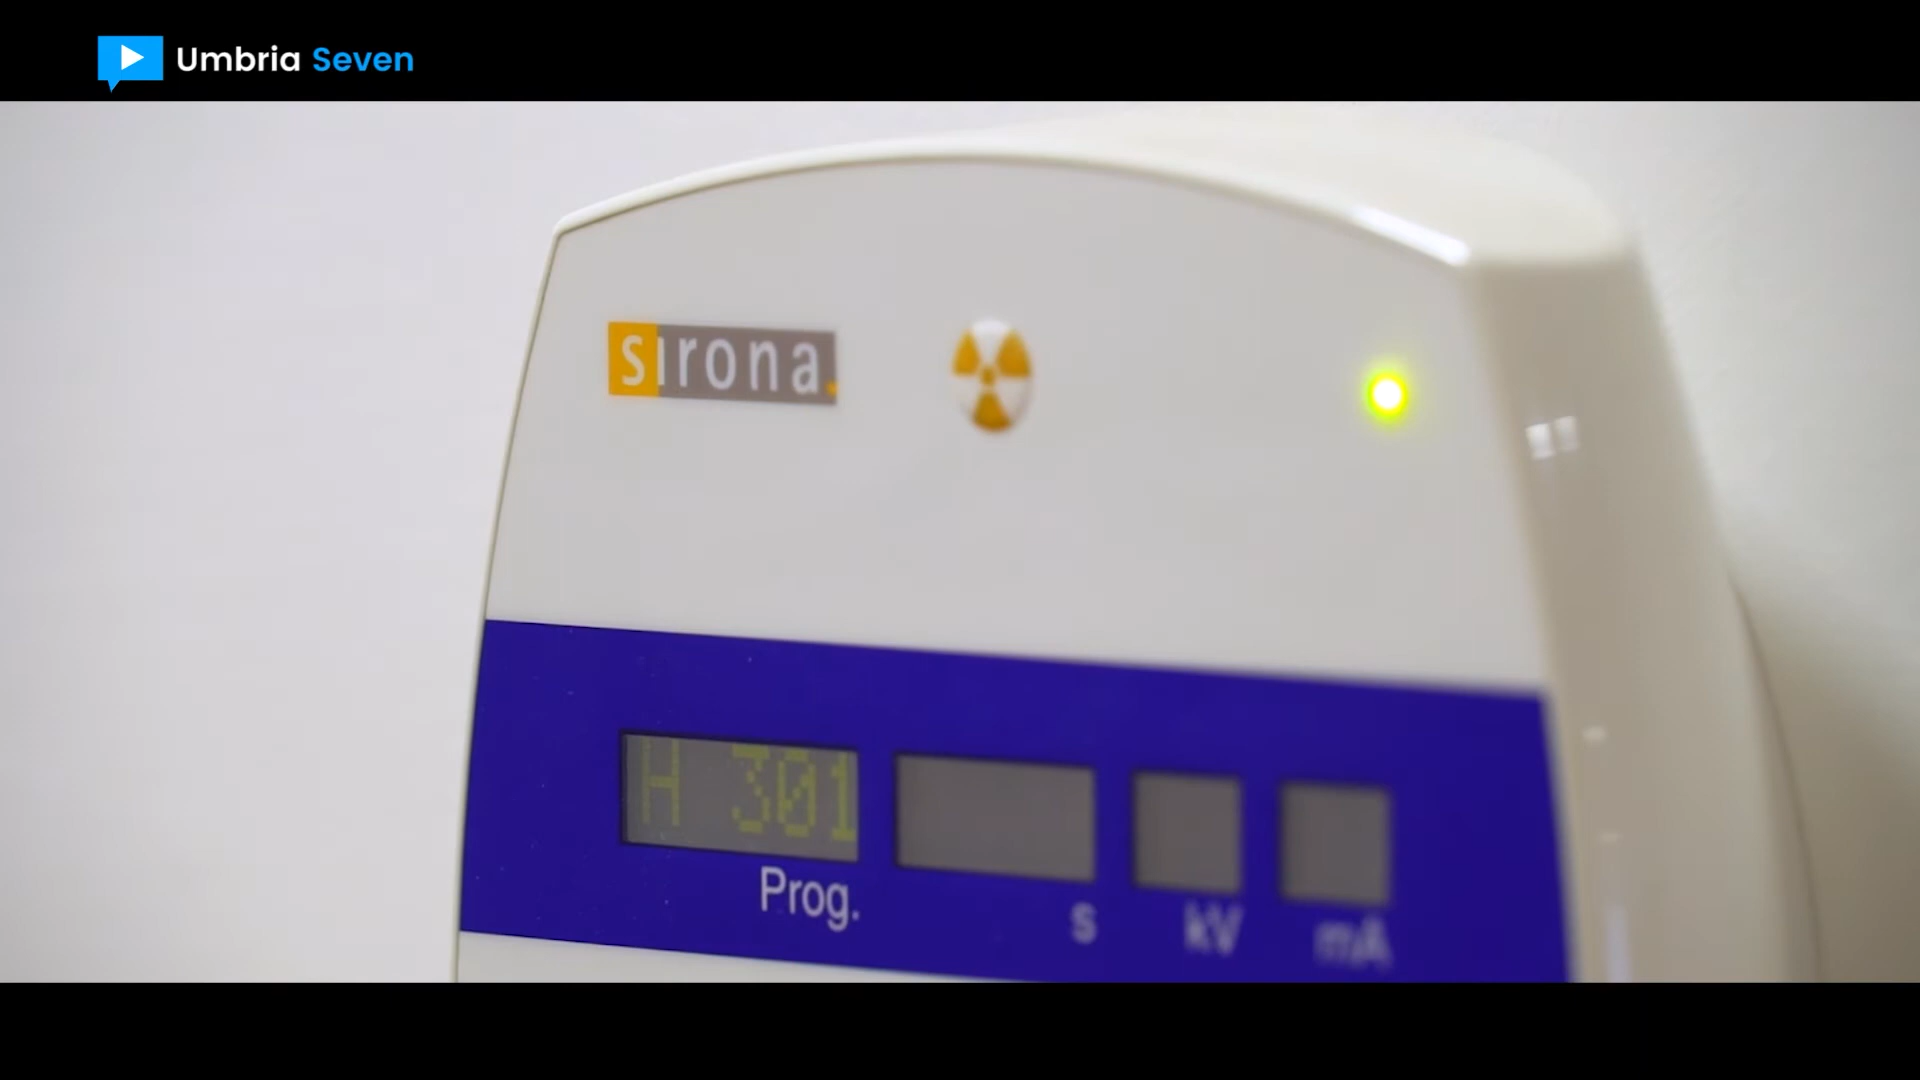 Umbria Seven
sirona.
H 301
Prog.
s
kV
mA